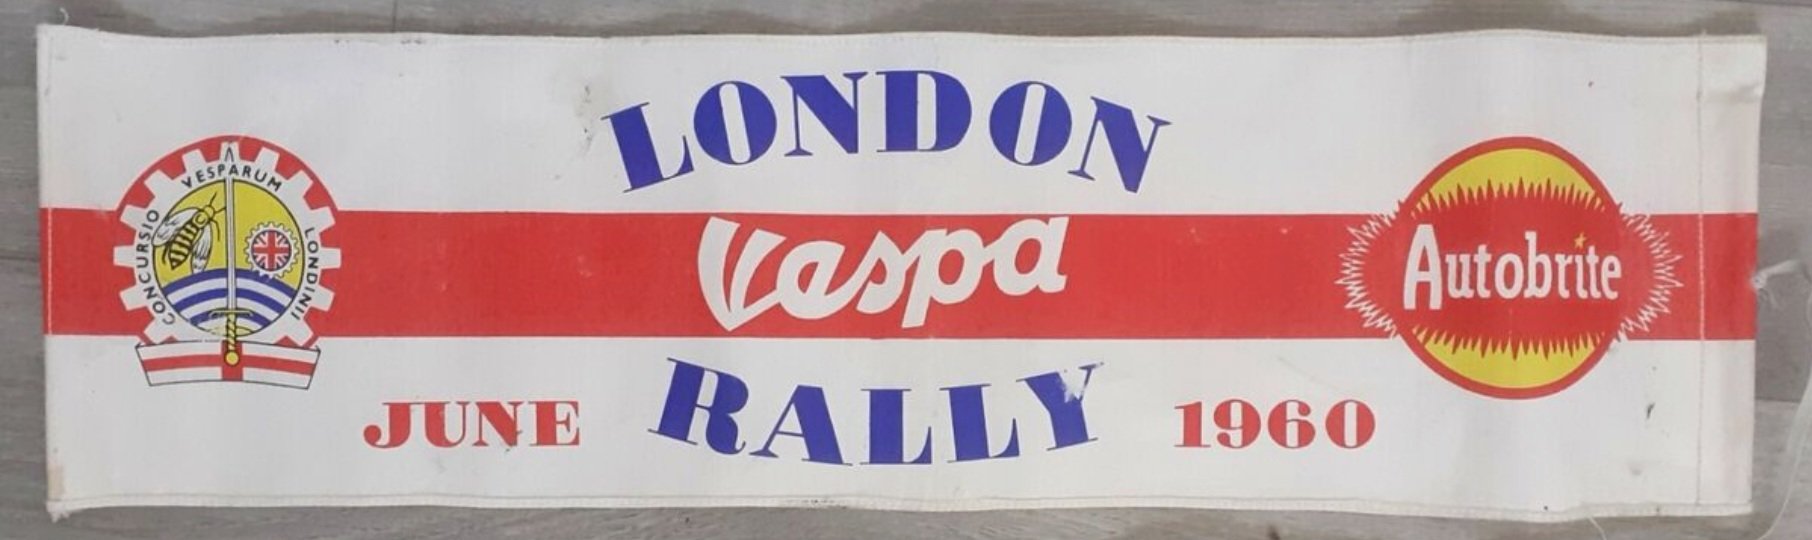 LONDON
Vespa
RALLY
JUNE 1960
CONCURSIO VESPARUM LONDINII
Autobrite